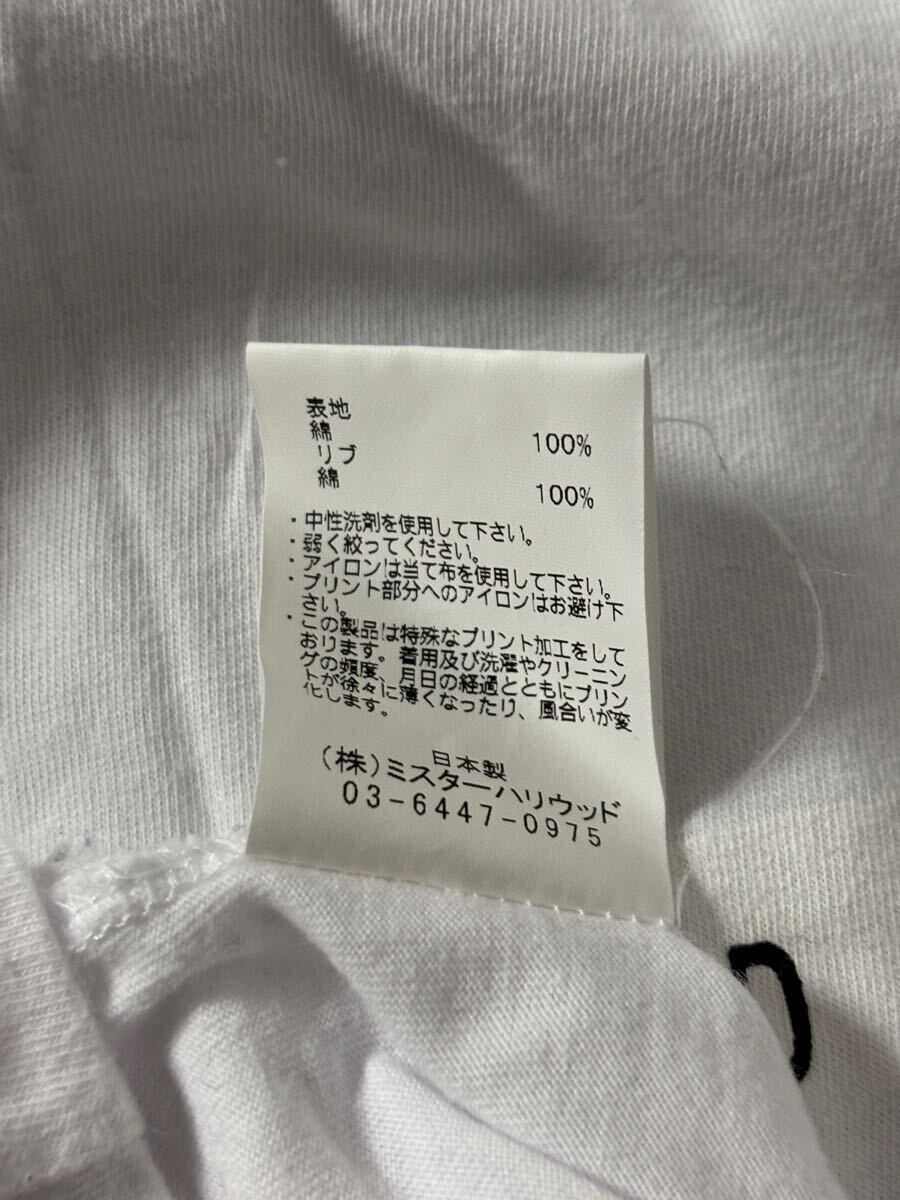 表地
綿 100%
リブ
綿 100%
・中性洗剤を使用して下さい。
・弱く絞ってください。
・アイロンは当て布を使用して下さい。
・プリント部分へのアイロンはお避け下
さい。
・この製品は特殊なプリント加工をして
おります。着用及び洗濯やクリーニン
グの頻度、月日の経過とともにプリン
トが徐々に薄くなったり、風合いが変
化します。
日本製
(株)ミスターハリウッド
03-6447-0975